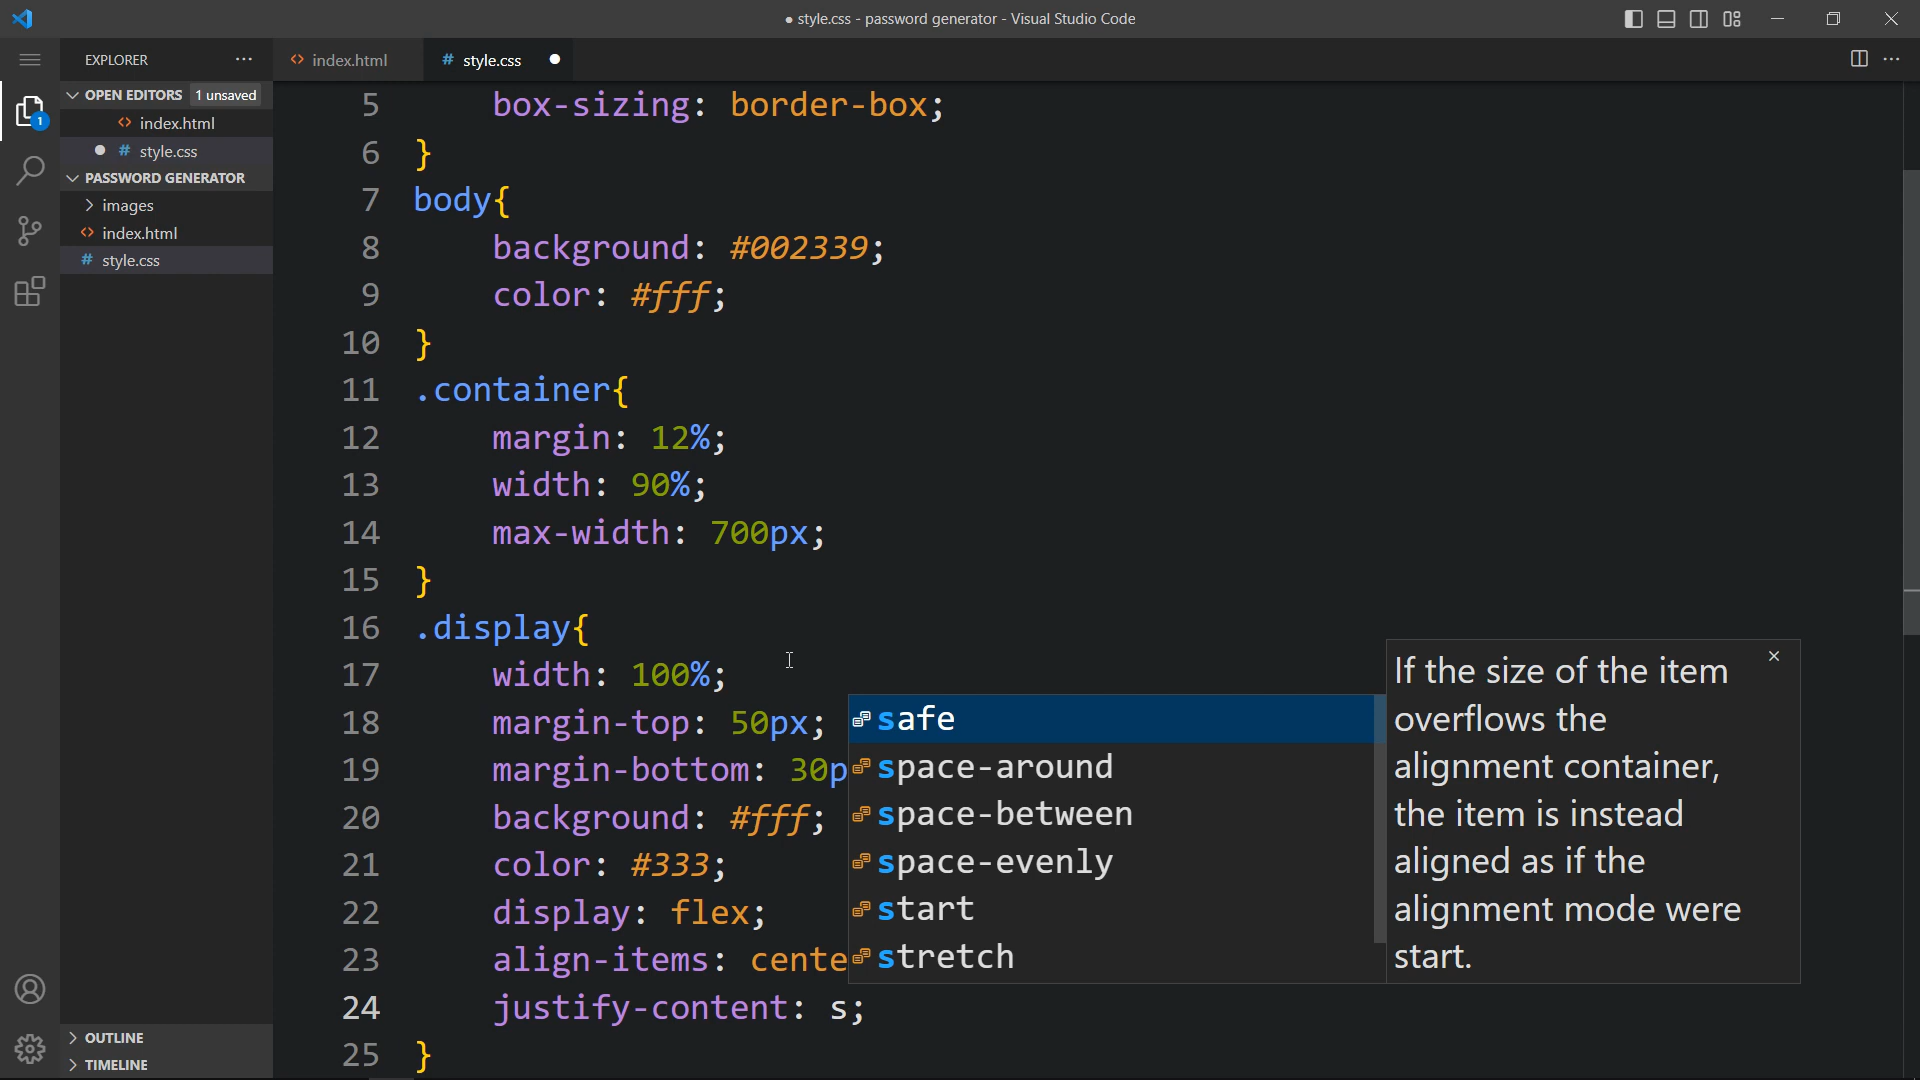 ● style.css - password generator - Visual Studio Code
EXPLORER
index.html
# style.css
OPEN EDITORS 1 unsaved
index.html
# style.css
PASSWORD GENERATOR
images
index.html
# style.css
1
OUTLINE
TIMELINE
5 box-sizing: border-box;
6 }
7 body{
8 background: #002339;
9 color: #fff;
10 }
11 .container{
12 margin: 12%;
13 width: 90%;
14 max-width: 700px;
15 }
16 .display{
17 width: 100%;
18 margin-top: 50px;
19 margin-bottom: 30p
20 background: #fff;
21 color: #333;
22 display: flex;
23 align-items: cente
24 justify-content: s;
25 }
safe
space-around
space-between
space-evenly
start
stretch
If the size of the item
overflows the
alignment container,
the item is instead
aligned as if the
alignment mode were
start.